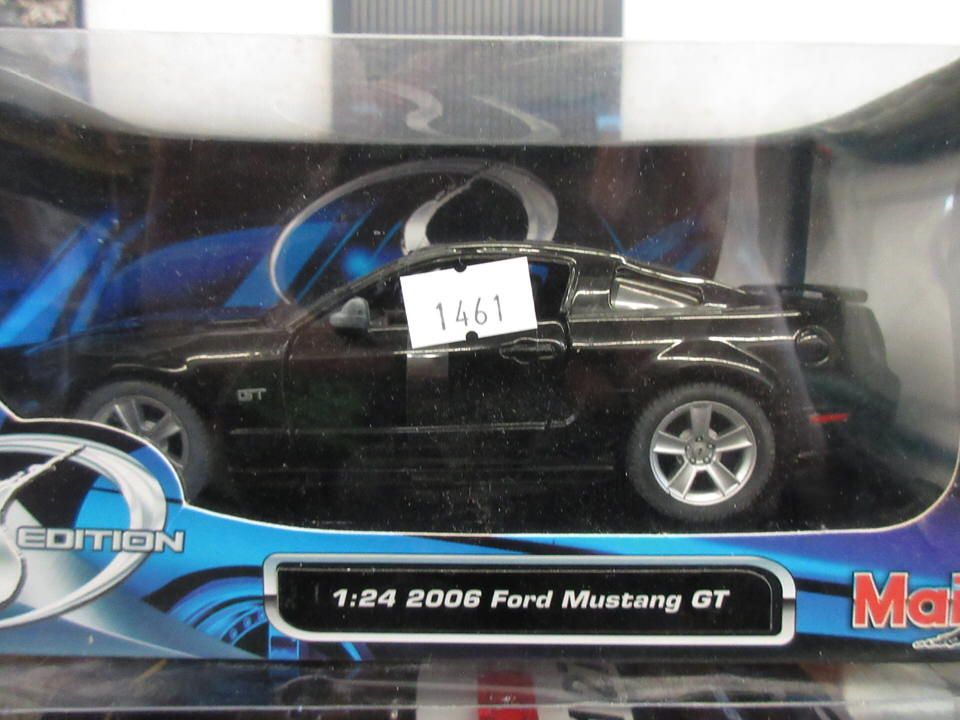 1461
GT
EDITION
1:24 2006 Ford Mustang GT
Mai